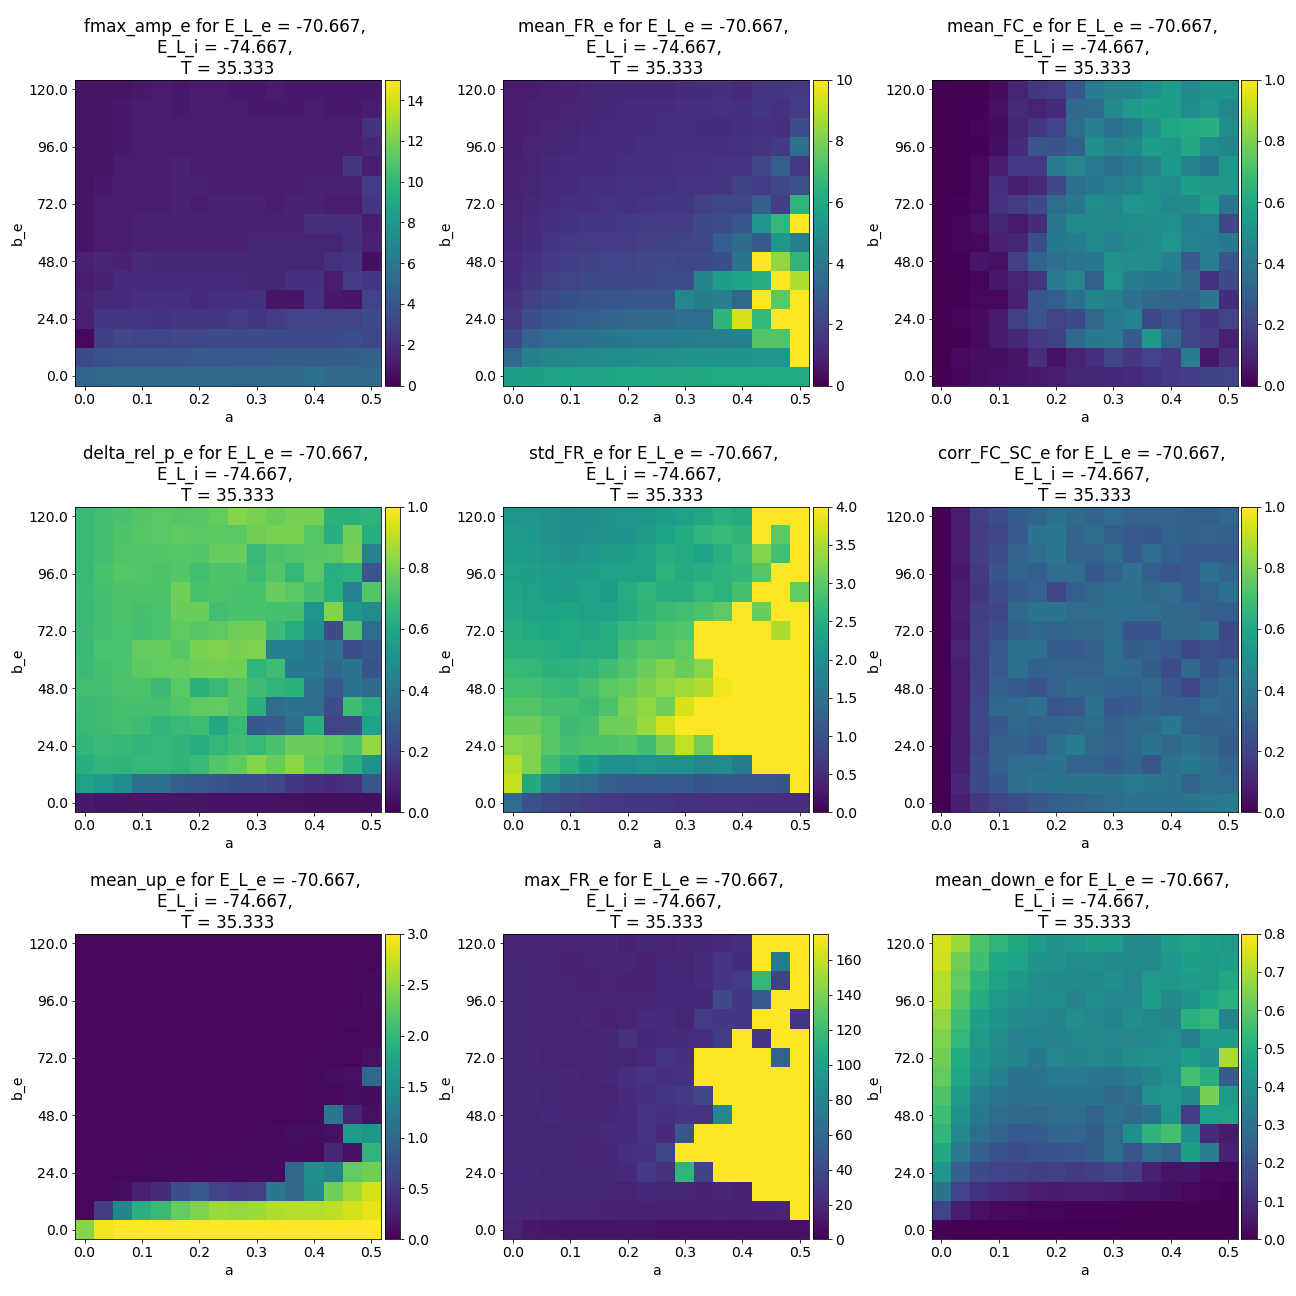 fmax_amp_e for E_L_e = -70.667,
E_L_i = -74.667,
T = 35.333
120.0
96.0
72.0
48.0
24.0
0.0
b_e
0.0 0.1 0.2 0.3 0.4 0.5
a
14
12
10
8
6
4
2
0
mean_FR_e for E_L_e = -70.667,
E_L_i = -74.667,
T = 35.333
120.0
96.0
72.0
48.0
24.0
0.0
b_e
0.0 0.1 0.2 0.3 0.4 0.5
a
10
8
6
4
2
0
mean_FC_e for E_L_e = -70.667,
E_L_i = -74.667,
T = 35.333
120.0
96.0
72.0
48.0
24.0
0.0
b_e
0.0 0.1 0.2 0.3 0.4 0.5
a
1.0
0.8
0.6
0.4
0.2
0.0
delta_rel_p_e for E_L_e = -70.667,
E_L_i = -74.667,
T = 35.333
120.0
96.0
72.0
48.0
24.0
0.0
b_e
0.0 0.1 0.2 0.3 0.4 0.5
a
1.0
0.8
0.6
0.4
0.2
0.0
std_FR_e for E_L_e = -70.667,
E_L_i = -74.667,
T = 35.333
120.0
96.0
72.0
48.0
24.0
0.0
b_e
0.0 0.1 0.2 0.3 0.4 0.5
a
4.0
3.5
3.0
2.5
2.0
1.5
1.0
0.5
0.0
corr_FC_SC_e for E_L_e = -70.667,
E_L_i = -74.667,
T = 35.333
120.0
96.0
72.0
48.0
24.0
0.0
b_e
0.0 0.1 0.2 0.3 0.4 0.5
a
1.0
0.8
0.6
0.4
0.2
0.0
mean_up_e for E_L_e = -70.667,
E_L_i = -74.667,
T = 35.333
120.0
96.0
72.0
48.0
24.0
0.0
b_e
0.0 0.1 0.2 0.3 0.4 0.5
a
3.0
2.5
2.0
1.5
1.0
0.5
0.0
max_FR_e for E_L_e = -70.667,
E_L_i = -74.667,
T = 35.333
120.0
96.0
72.0
48.0
24.0
0.0
b_e
0.0 0.1 0.2 0.3 0.4 0.5
a
160
140
120
100
80
60
40
20
0
mean_down_e for E_L_e = -70.667,
E_L_i = -74.667,
T = 35.333
120.0
96.0
72.0
48.0
24.0
0.0
b_e
0.0 0.1 0.2 0.3 0.4 0.5
a
0.8
0.7
0.6
0.5
0.4
0.3
0.2
0.1
0.0